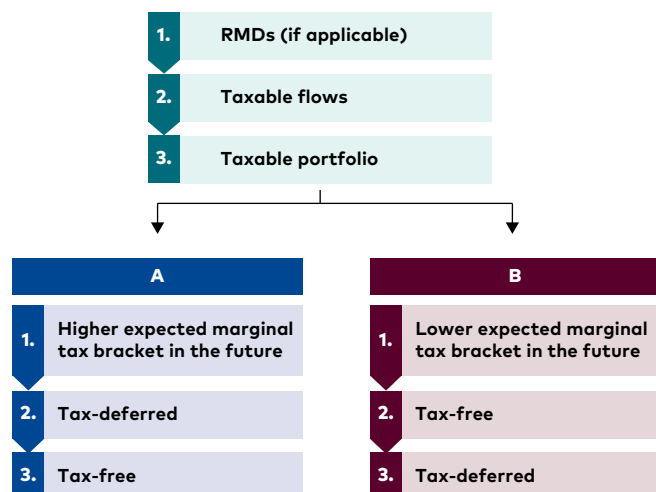 1. RMDs (if applicable)
2. Taxable flows
3. Taxable portfolio
A
1. Higher expected marginal
tax bracket in the future
2. Tax-deferred
3. Tax-free
B
1. Lower expected marginal
tax bracket in the future
2. Tax-free
3. Tax-deferred